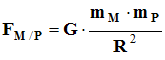 F_M/P = G · (m_M · m_P) / R²